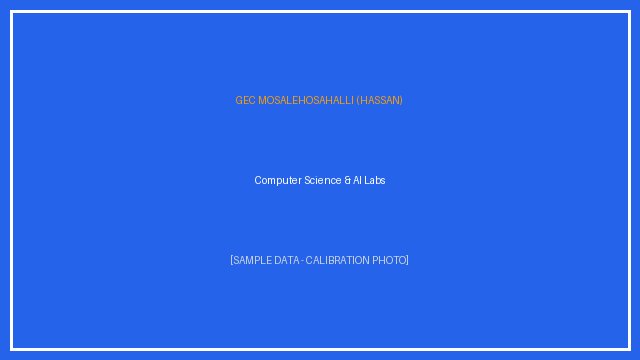 GEC MOSALEHOSAHALLI (HASSAN)
Computer Science & AI Labs
[SAMPLE DATA - CALIBRATION PHOTO]